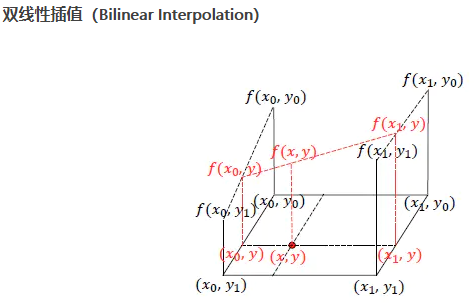 双线性插值（Bilinear Interpolation）
f(x₁, y₀)
f(x₀, y₀)
f(x₁, y)
f(x, y)
f(x₁, y₁)
f(x₀, y)
f(x₀, y₁)
(x₀, y₀)
(x₁, y₀)
(x₀, y)
(x, y)
(x₁, y)
(x₀, y₁)
(x₁, y₁)